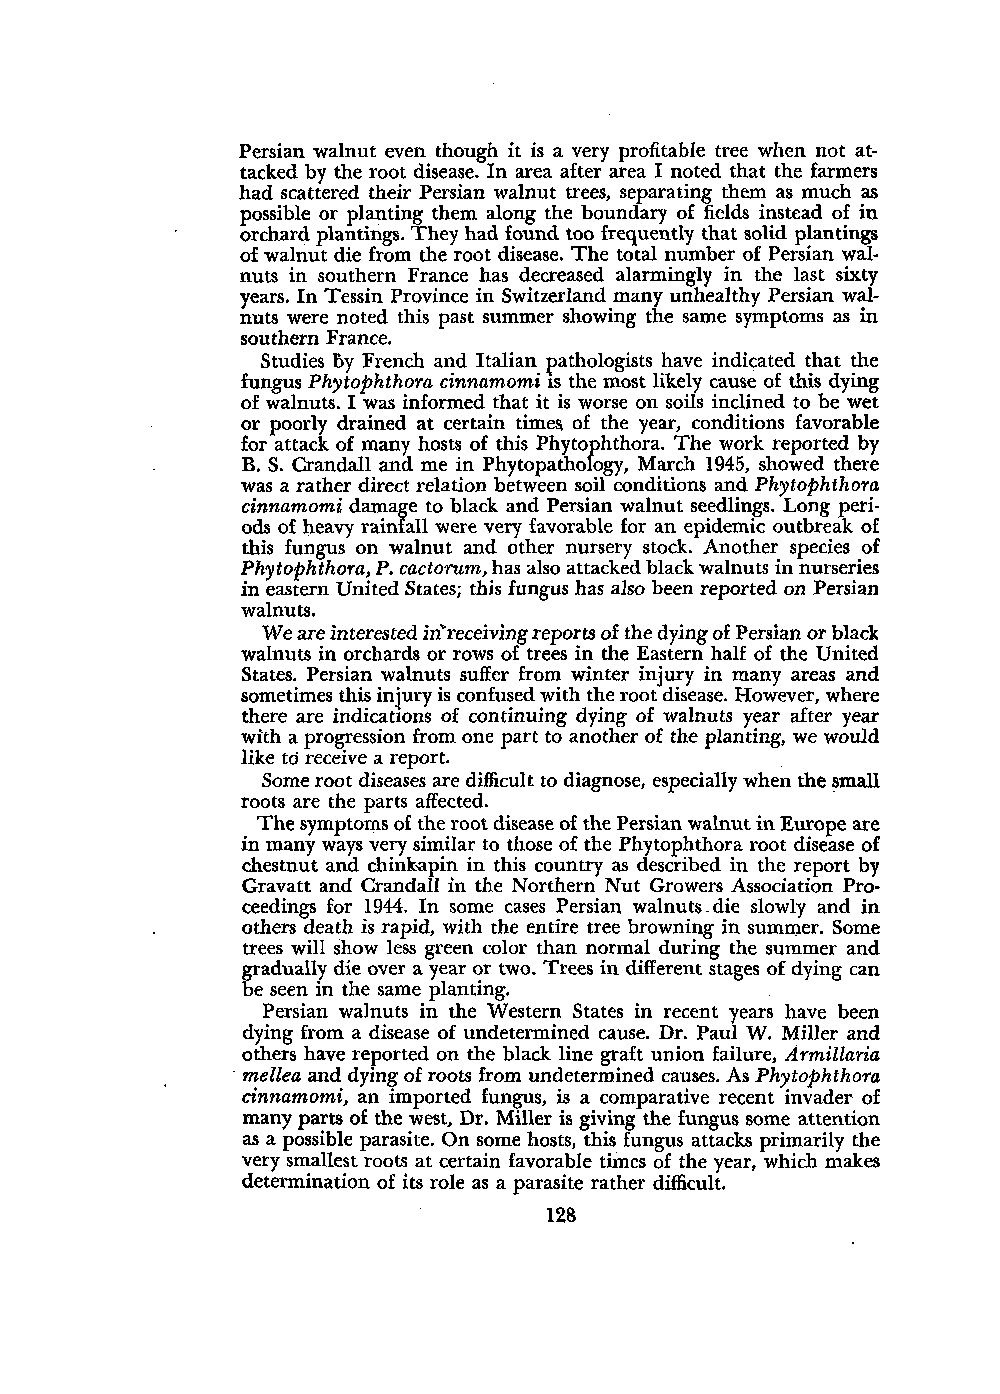 Persian walnut even though it is a very profitable tree when not at-
tacked by the root disease. In area after area I noted that the farmers
had scattered their Persian walnut trees, separating them as much as
possible or planting them along the boundary of fields instead of in
orchard plantings. They had found too frequently that solid plantings
of walnut die from the root disease. The total number of Persian wal-
nuts in southern France has decreased alarmingly in the last sixty
years. In Tessin Province in Switzerland many unhealthy Persian wal-
nuts were noted this past summer showing the same symptoms as in
southern France.
Studies by French and Italian pathologists have indicated that the
fungus Phytophthora cinnamomi is the most likely cause of this dying
of walnuts. I was informed that it is worse on soils inclined to be wet
or poorly drained at certain times of the year, conditions favorable
for attack of many hosts of this Phytophthora. The work reported by
B. S. Crandall and me in Phytopathology, March 1945, showed there
was a rather direct relation between soil conditions and Phytophthora
cinnamomi damage to black and Persian walnut seedlings. Long peri-
ods of heavy rainfall were very favorable for an epidemic outbreak of
this fungus on walnut and other nursery stock. Another species of
Phytophthora, P. cactorum, has also attacked black walnuts in nurseries
in eastern United States; this fungus has also been reported on Persian
walnuts.
We are interested in receiving reports of the dying of Persian or black
walnuts in orchards or rows of trees in the Eastern half of the United
States. Persian walnuts suffer from winter injury in many areas and
sometimes this injury is confused with the root disease. However, where
there are indications of continuing dying of walnuts year after year
with a progression from one part to another of the planting, we would
like to receive a report.
Some root diseases are difficult to diagnose, especially when the small
roots are the parts affected.
The symptoms of the root disease of the Persian walnut in Europe are
in many ways very similar to those of the Phytophthora root disease of
chestnut and chinkapin in this country as described in the report by
Gravatt and Crandall in the Northern Nut Growers Association Pro-
ceedings for 1944. In some cases Persian walnuts die slowly and in
others death is rapid, with the entire tree browning in summer. Some
trees will show less green color than normal during the summer and
gradually die over a year or two. Trees in different stages of dying can
be seen in the same planting.
Persian walnuts in the Western States in recent years have been
dying from a disease of undetermined cause. Dr. Paul W. Miller and
others have reported on the black line graft union failure, Armillaria
mellea and dying of roots from undetermined causes. As Phytophthora
cinnamomi, an imported fungus, is a comparative recent invader of
many parts of the west, Dr. Miller is giving the fungus some attention
as a possible parasite. On some hosts, this fungus attacks primarily the
very smallest roots at certain favorable times of the year, which makes
determination of its role as a parasite rather difficult.
128